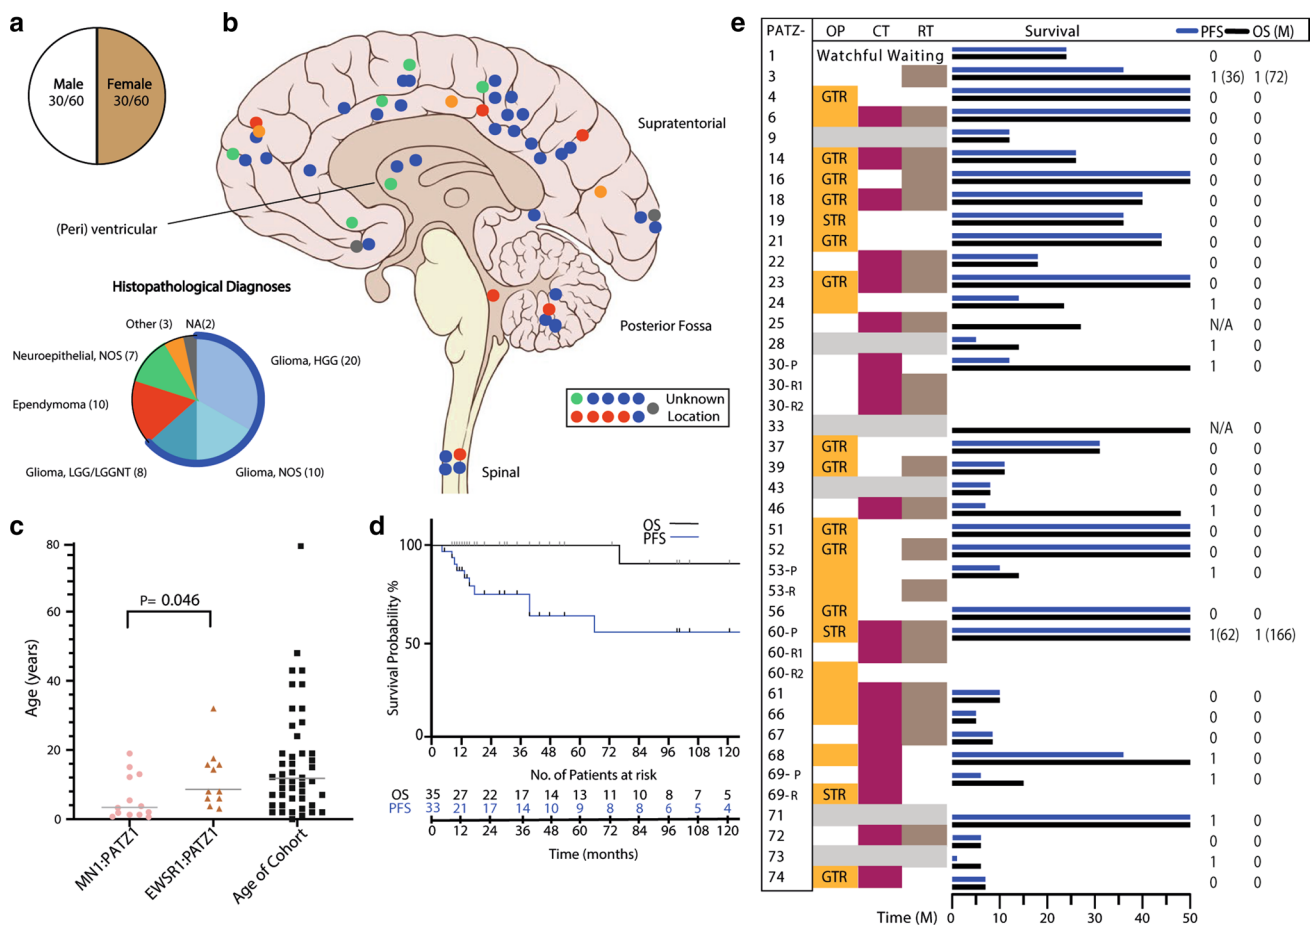 a
Male
30/60
Female
30/60
b
Supratentorial
(Peri) ventricular
Posterior Fossa
Unknown
Location
Spinal
Histopathological Diagnoses
Other (3)
NA(2)
Neuroepithelial, NOS (7)
Glioma, HGG (20)
Ependymoma (10)
Glioma, LGG/LGGNT (8)
Glioma, NOS (10)
c
Age (years)
80
60
40
20
0
P= 0.046
MN1:PATZ1
EWSR1:PATZ1
Age of Cohort
d
OS
PFS
Survival Probability %
100
50
0
0 12 24 36 48 60 72 84 96 108 120
No. of Patients at risk
OS 35 27 22 17 14 13 11 10 8 7 5
PFS 33 21 17 14 10 9 8 8 6 5 4
0 12 24 36 48 60 72 84 96 108 120
Time (months)
e
PATZ- OP CT RT Survival PFS OS (M)
1 Watchful Waiting 0 0
3 1 (36) 1 (72)
4 GTR 0 0
6 0 0
9 0 0
14 GTR 0 0
16 GTR 0 0
18 GTR 0 0
19 STR 0 0
21 GTR 0 0
22 0 0
23 GTR 0 0
24 1 0
25 N/A 0
28 1 0
30-P 1 0
30-R1
30-R2
33 N/A 0
37 GTR 0 0
39 GTR 0 0
43 0 0
46 1 0
51 GTR 0 0
52 GTR 0 0
53-P 1 0
53-R
56 GTR 0 0
60-P STR 1(62) 1 (166)
60-R1
60-R2
61 0 0
66 0 0
67 0 0
68 1 0
69- P 1 0
69-R STR
71 1 0
72 0 0
73 1 0
74 GTR 0 0
Time (M) 0 10 20 30 40 50